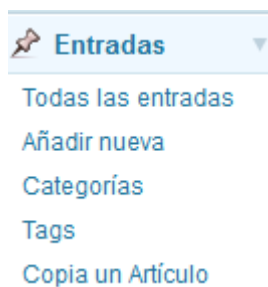 Entradas
Todas las entradas
Añadir nueva
Categorías
Tags
Copia un Artículo